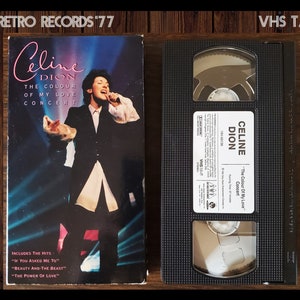 RETRO RECORDS'77
VHS TA
Celine
DION
THE COLOUR
OF MY LOVE
CONCERT
INCLUDES THE HITS
"IF YOU ASKED ME TO"
"BEAUTY AND THE BEAST"
"THE POWER OF LOVE"
CELINE
DION
"The Colour Of My Love"
Concert